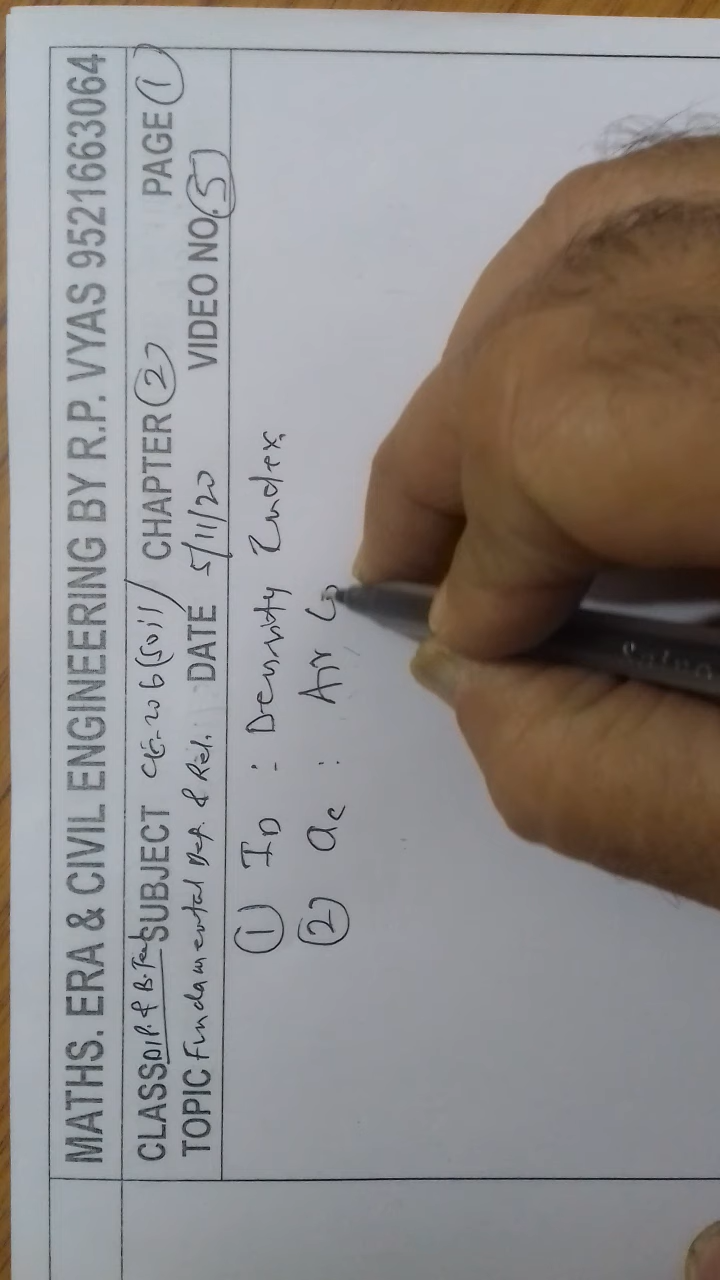 MATHS. ERA & CIVIL ENGINEERING BY R.P. VYAS 9521663064
CLASS DIP. & B.Tech SUBJECT CE-206 (Soil) CHAPTER (2) PAGE (1)
TOPIC Fundamental Def. & Rel. DATE 5/11/20 VIDEO NO. (5)
(1) ID : Density Index.
(2) ac : Air Co